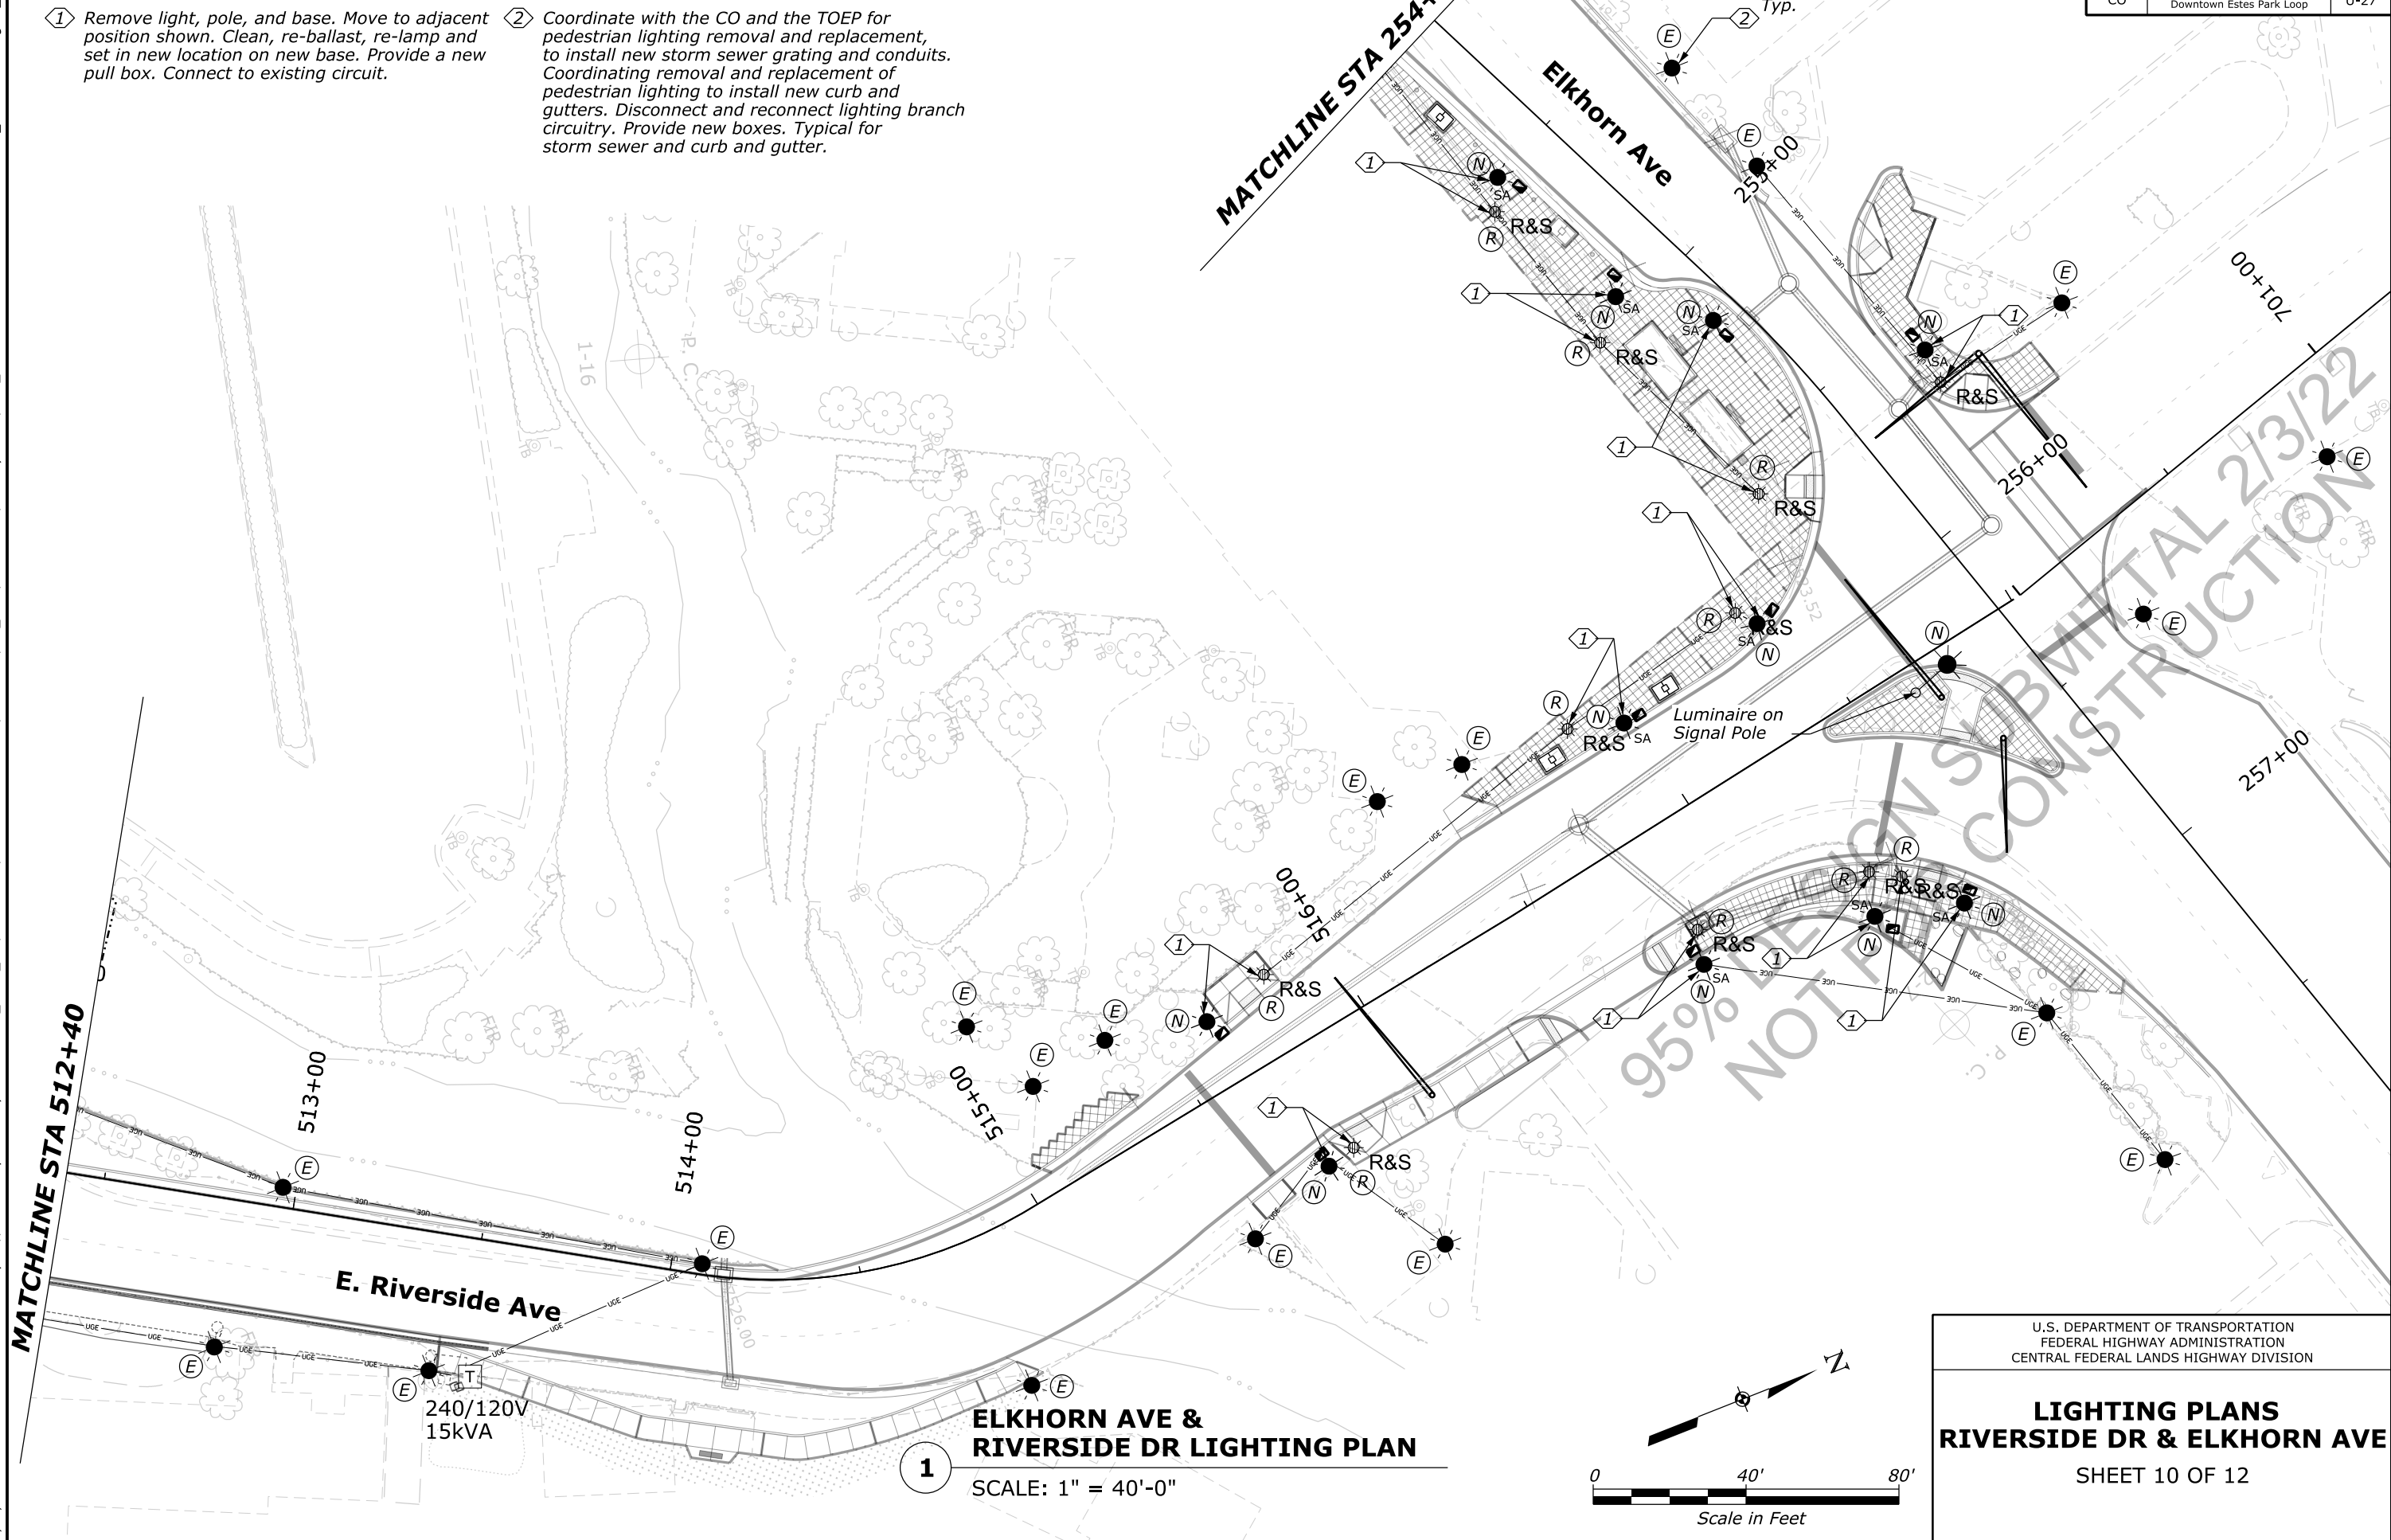 1 Remove light, pole, and base. Move to adjacent
position shown. Clean, re-ballast, re-lamp and
set in new location on new base. Provide a new
pull box. Connect to existing circuit.
2 Coordinate with the CO and the TOEP for
pedestrian lighting removal and replacement,
to install new storm sewer grating and conduits.
Coordinating removal and replacement of
pedestrian lighting to install new curb and
gutters. Disconnect and reconnect lighting branch
circuitry. Provide new boxes. Typical for
storm sewer and curb and gutter.
2 Typ.
CO
Downtown Estes Park Loop
U-27
MATCHLINE STA 254+
Elkhorn Ave
255+00
256+00
257+00
701+00
1-16
P.C.
R&S
R&S
R&S
R&S
R&S
R&S
Luminaire on
Signal Pole
R&S
R&S
R&S
R&S
R&S
516+00
515+00
514+00
513+00
MATCHLINE STA 512+40
E. Riverside Ave
240/120V
15kVA
T
P.C.
95% DESIGN SUBMITTAL 2/3/22
NOT FOR CONSTRUCTION
1
ELKHORN AVE &
RIVERSIDE DR LIGHTING PLAN
SCALE: 1" = 40'-0"
N
0 40' 80'
Scale in Feet
U.S. DEPARTMENT OF TRANSPORTATION
FEDERAL HIGHWAY ADMINISTRATION
CENTRAL FEDERAL LANDS HIGHWAY DIVISION
LIGHTING PLANS
RIVERSIDE DR & ELKHORN AVE
SHEET 10 OF 12